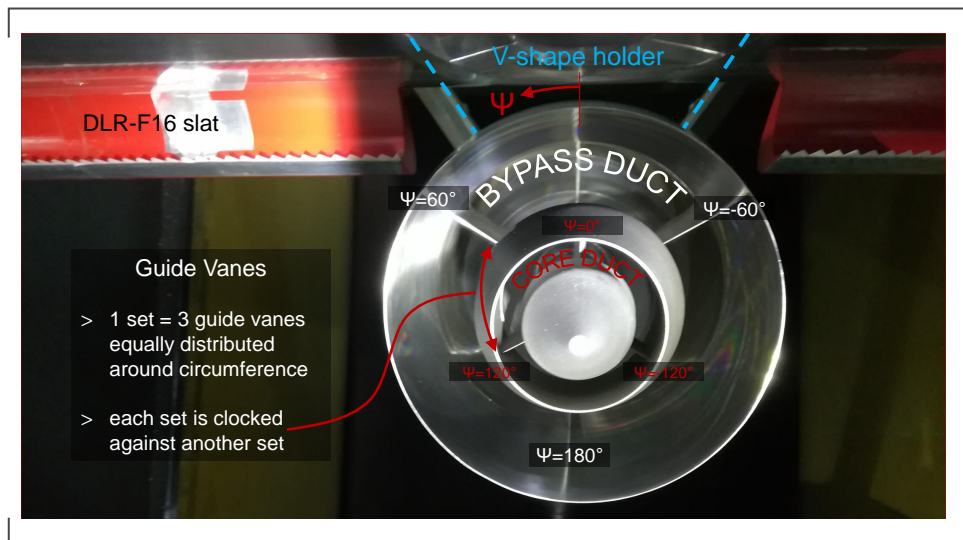 V-shape holder
Ψ
DLR-F16 slat
BYPASS DUCT
Ψ=60°
Ψ=-60°
Ψ=0°
CORE DUCT
Guide Vanes
> 1 set = 3 guide vanes
equally distributed
around circumference
Ψ=120°
Ψ=-120°
> each set is clocked
against another set
Ψ=180°